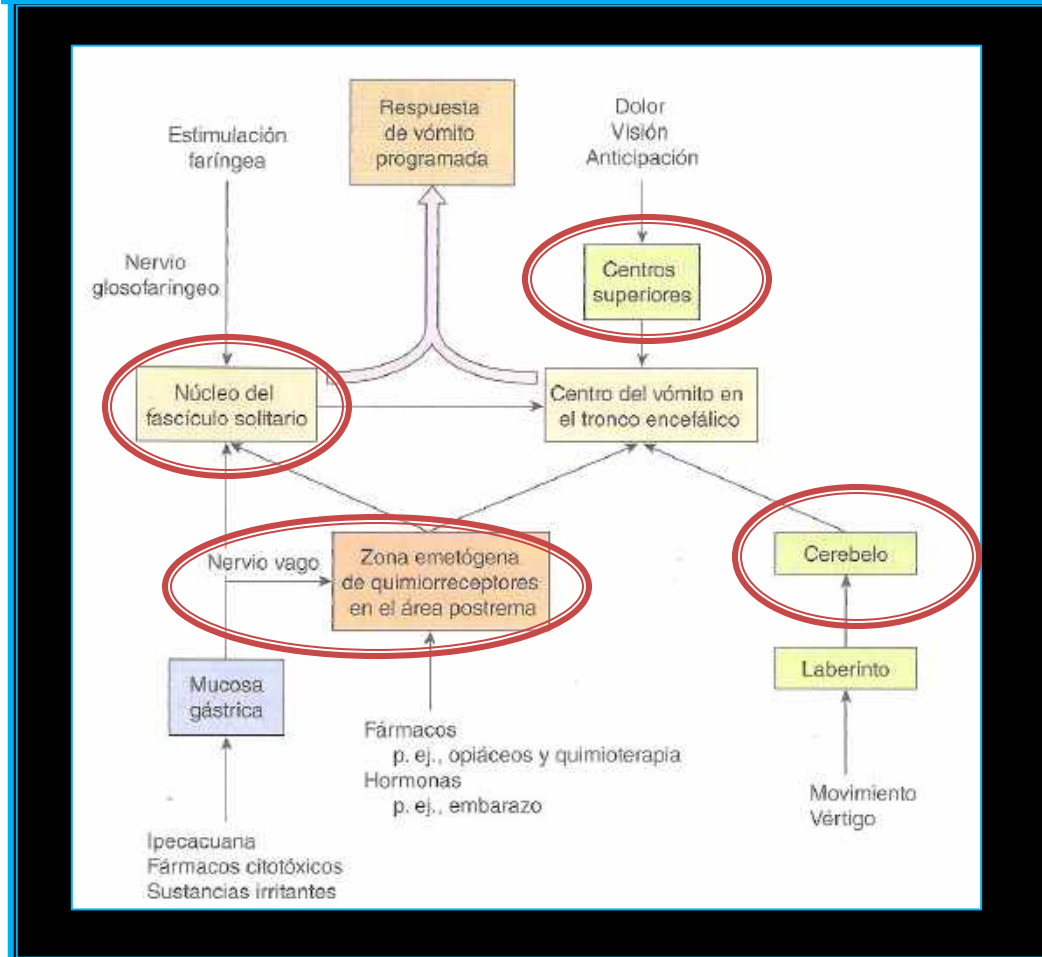 Respuesta
de vómito
programada
Dolor
Visión
Anticipación
Estimulación
faríngea
Nervio
glosofaríngeo
Centros
superiores
Núcleo del
fascículo solitario
Centro del vómito en
el tronco encefálico
Nervio vago
Zona emetógena
de quimiorreceptores
en el área postrema
Cerebelo
Laberinto
Mucosa
gástrica
Fármacos
p. ej., opiáceos y quimioterapia
Hormonas
p. ej., embarazo
Movimiento
Vértigo
Ipecacuana
Fármacos citotóxicos
Sustancias irritantes